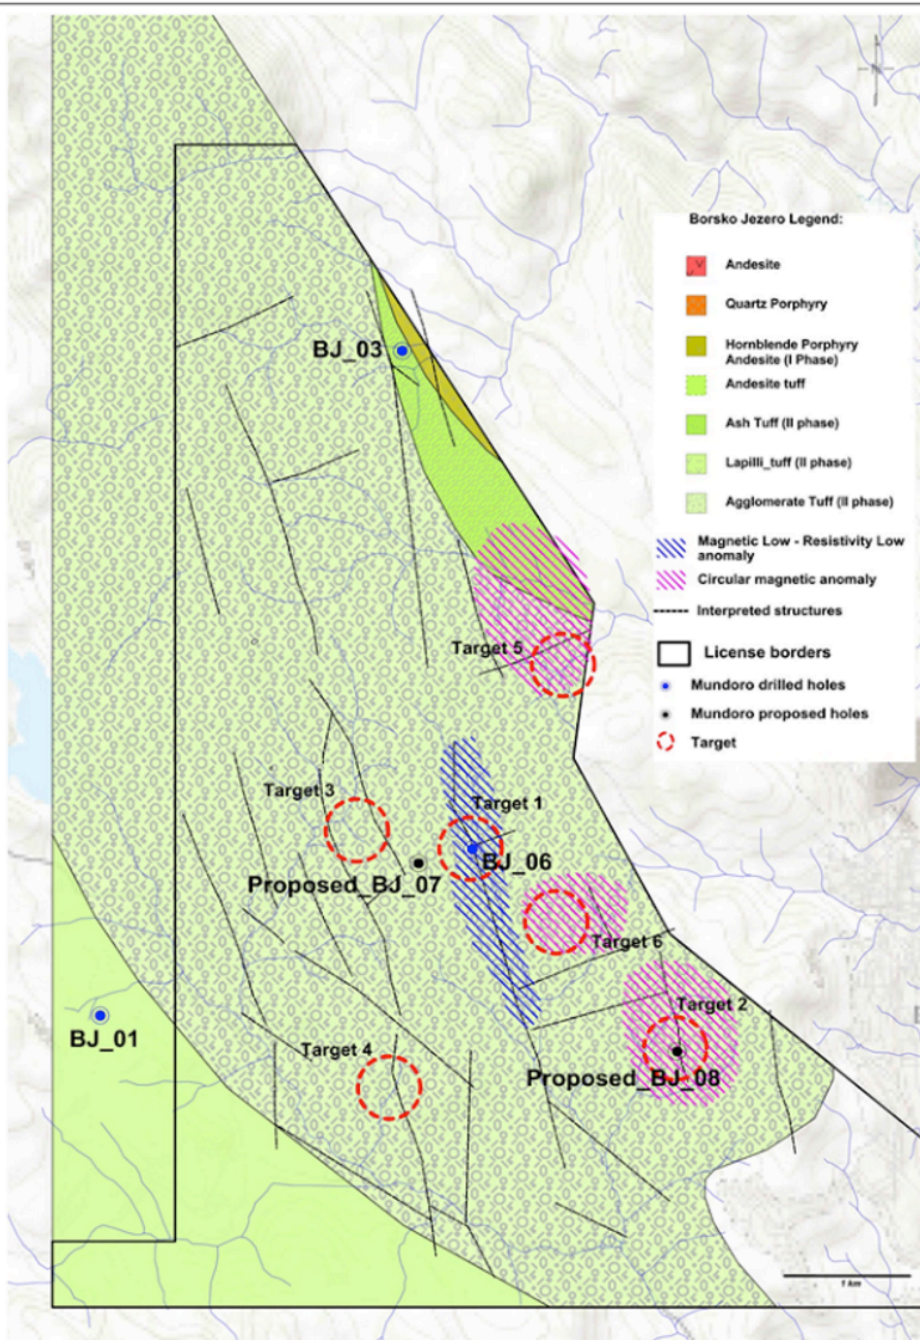 N
Borsko Jezero Legend:
Andesite
Quartz Porphyry
Hornblende Porphyry
Andesite (I Phase)
Andesite tuff
Ash Tuff (II phase)
Lapilli_tuff (II phase)
Agglomerate Tuff (II phase)
Magnetic Low - Resistivity Low
anomaly
Circular magnetic anomaly
Interpreted structures
License borders
Mundoro drilled holes
Mundoro proposed holes
Target
BJ_03
Target 5
Target 3
Target 1
BJ_06
Proposed_BJ_07
Target 6
Target 2
BJ_01
Target 4
Proposed_BJ_08
1 km